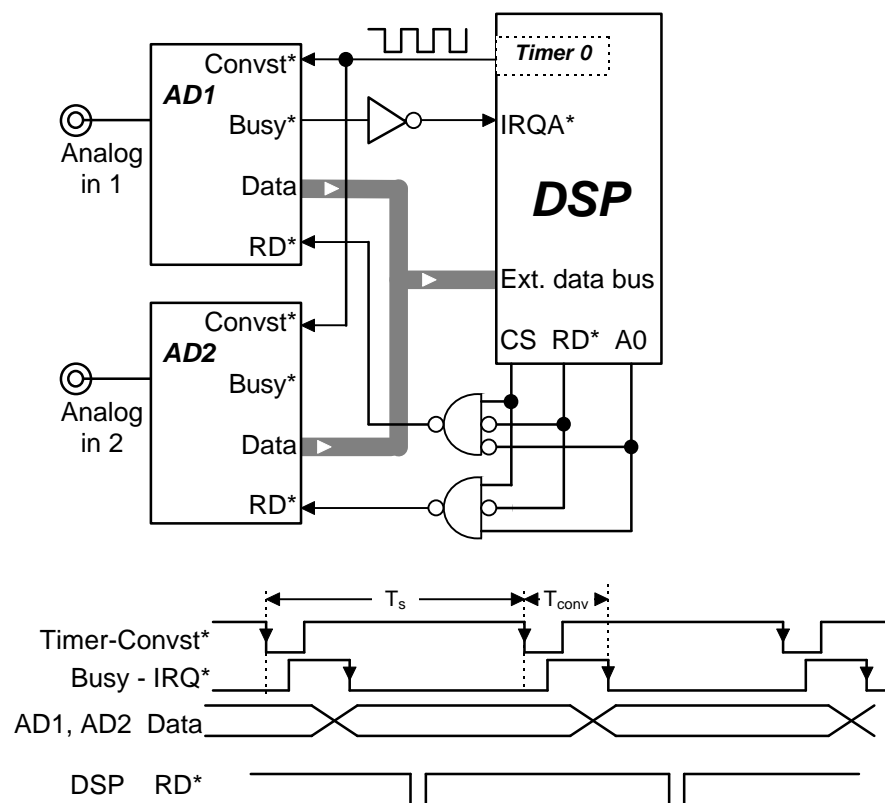 Timer 0
Convst*
AD1
Busy*
IRQA*
Analog
in 1
DSP
Data
RD*
Ext. data bus
Convst*
AD2
CS RD* A0
Busy*
Analog
in 2
Data
RD*
Ts Tconv
Timer-Convst*
Busy - IRQ*
AD1, AD2 Data
DSP RD*